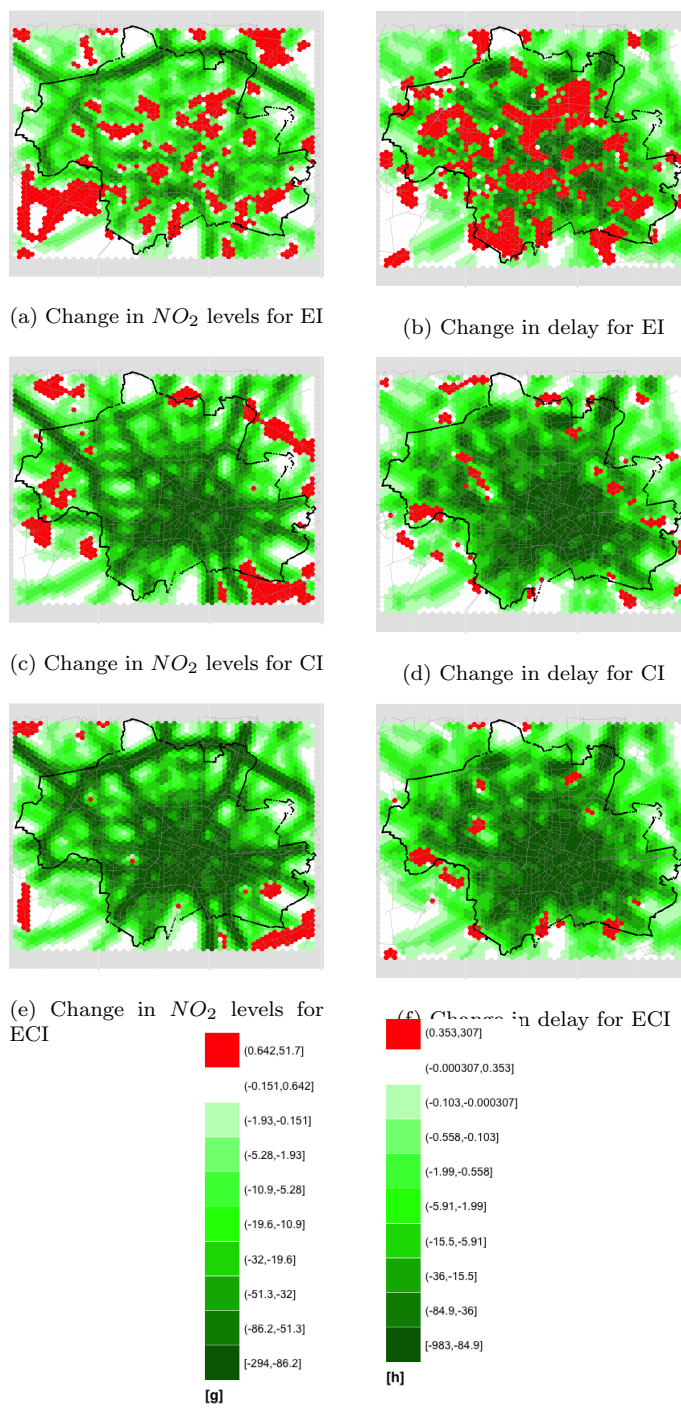 (a) Change in NO2 levels for EI
(b) Change in delay for EI
(c) Change in NO2 levels for CI
(d) Change in delay for CI
(e) Change in NO2 levels for
ECI
(f) Change in delay for ECI
(0.642,51.7]
(-0.151,0.642]
(-1.93,-0.151]
(-5.28,-1.93]
(-10.9,-5.28]
(-19.6,-10.9]
(-32,-19.6]
(-51.3,-32]
(-86.2,-51.3]
[-294,-86.2]
[g]
(0.353,307]
(-0.000307,0.353]
(-0.103,-0.000307]
(-0.558,-0.103]
(-1.99,-0.558]
(-5.91,-1.99]
(-15.5,-5.91]
(-36,-15.5]
(-84.9,-36]
[-983,-84.9]
[h]